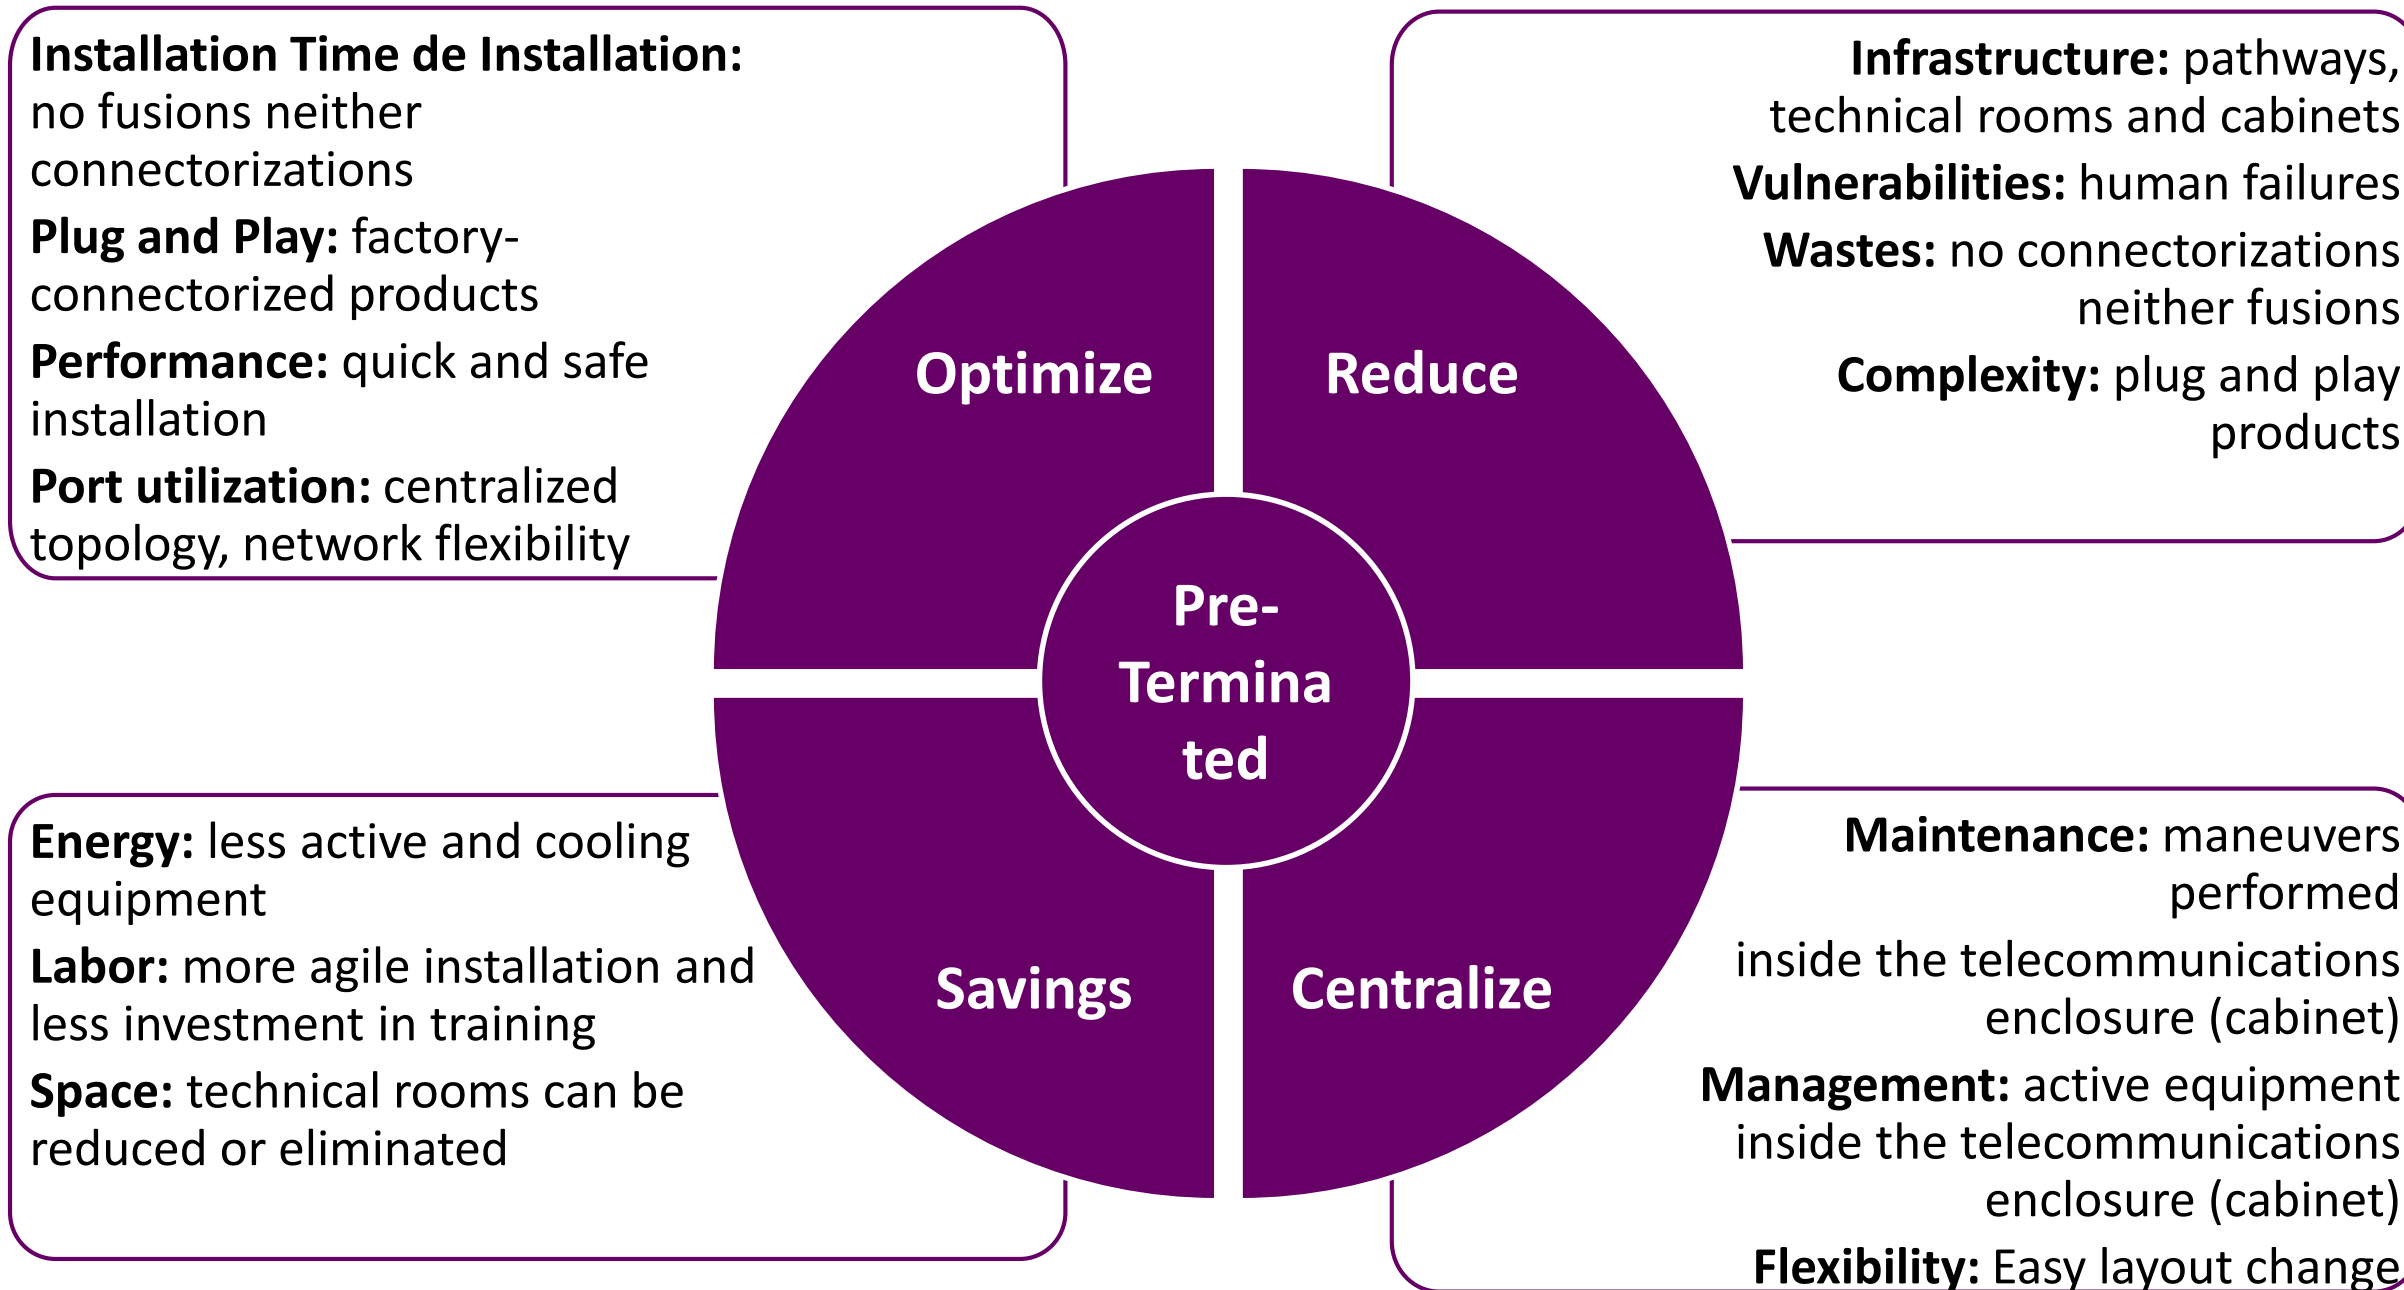 Installation Time de Installation:
no fusions neither
connectorizations
Plug and Play: factory-
connectorized products
Performance: quick and safe
installation
Port utilization: centralized
topology, network flexibility
Infrastructure: pathways,
technical rooms and cabinets
Vulnerabilities: human failures
Wastes: no connectorizations
neither fusions
Complexity: plug and play
products
Optimize
Reduce
Pre-
Termina
ted
Savings
Centralize
Energy: less active and cooling
equipment
Labor: more agile installation and
less investment in training
Space: technical rooms can be
reduced or eliminated
Maintenance: maneuvers
performed
inside the telecommunications
enclosure (cabinet)
Management: active equipment
inside the telecommunications
enclosure (cabinet)
Flexibility: Easy layout change